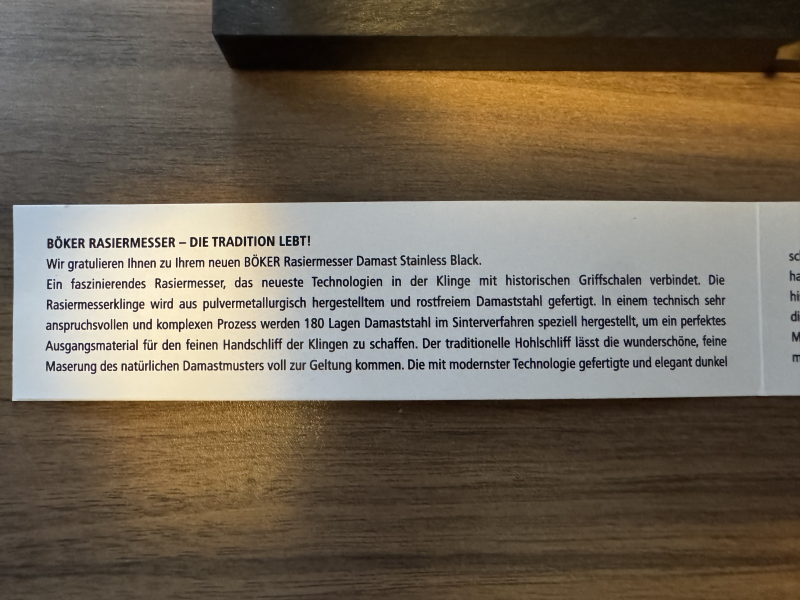 BÖKER RASIERMESSER – DIE TRADITION LEBT!
Wir gratulieren Ihnen zu Ihrem neuen BÖKER Rasiermesser Damast Stainless Black.
Ein faszinierendes Rasiermesser, das neueste Technologien in der Klinge mit historischen Griffschalen verbindet. Die
Rasiermesserklinge wird aus pulvermetallurgisch hergestelltem und rostfreiem Damaststahl gefertigt. In einem technisch sehr
anspruchsvollen und komplexen Prozess werden 180 Lagen Damaststahl im Sinterverfahren speziell hergestellt, um ein perfektes
Ausgangsmaterial für den feinen Handschliff der Klingen zu schaffen. Der traditionelle Hohlschliff lässt die wunderschöne, feine
Maserung des natürlichen Damastmusters voll zur Geltung kommen. Die mit modernster Technologie gefertigte und elegant dunkel